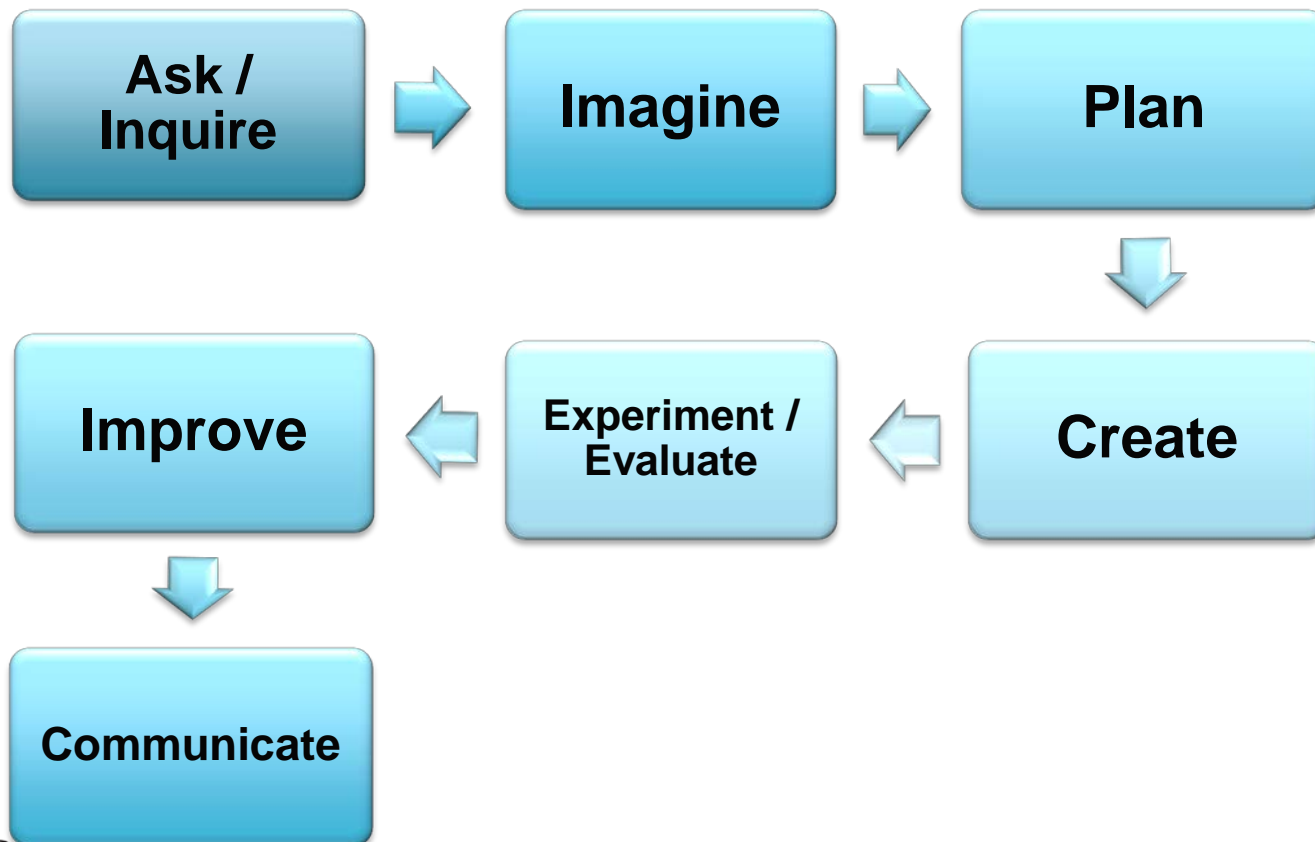 Ask /
Inquire
Imagine
Plan
Create
Experiment /
Evaluate
Improve
Communicate